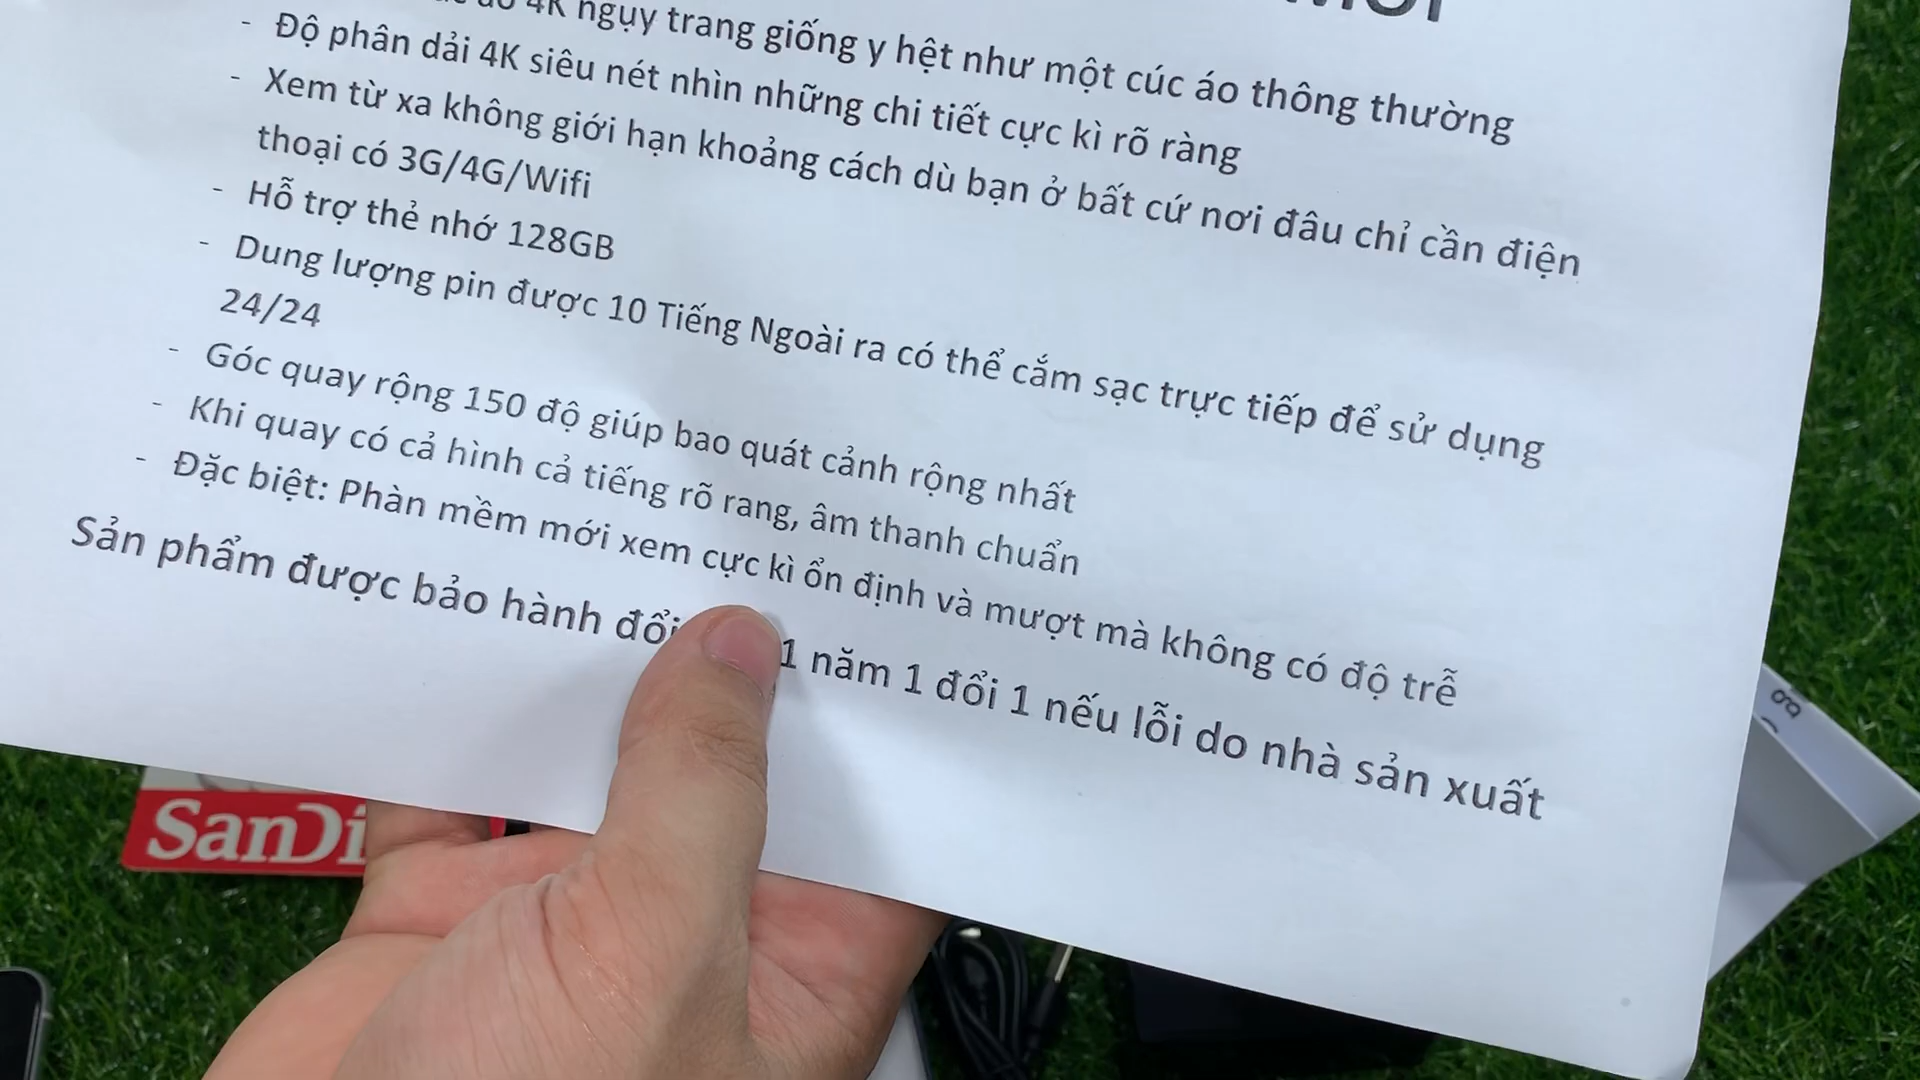 4K ngụy trang giống y hệt như một cúc áo thông thường
- Độ phân dải 4K siêu nét nhìn những chi tiết cực kì rõ ràng
- Xem từ xa không giới hạn khoảng cách dù bạn ở bất cứ nơi đâu chỉ cần điện
thoại có 3G/4G/Wifi
- Hỗ trợ thẻ nhớ 128GB
- Dung lượng pin được 10 Tiếng Ngoài ra có thể cắm sạc trực tiếp để sử dụng
24/24
- Góc quay rộng 150 độ giúp bao quát cảnh rộng nhất
- Khi quay có cả hình cả tiếng rõ rang, âm thanh chuẩn
- Đặc biệt: Phàn mềm mới xem cực kì ổn định và mượt mà không có độ trễ
Sản phẩm được bảo hành đổi 1 năm 1 đổi 1 nếu lỗi do nhà sản xuất
SanDi